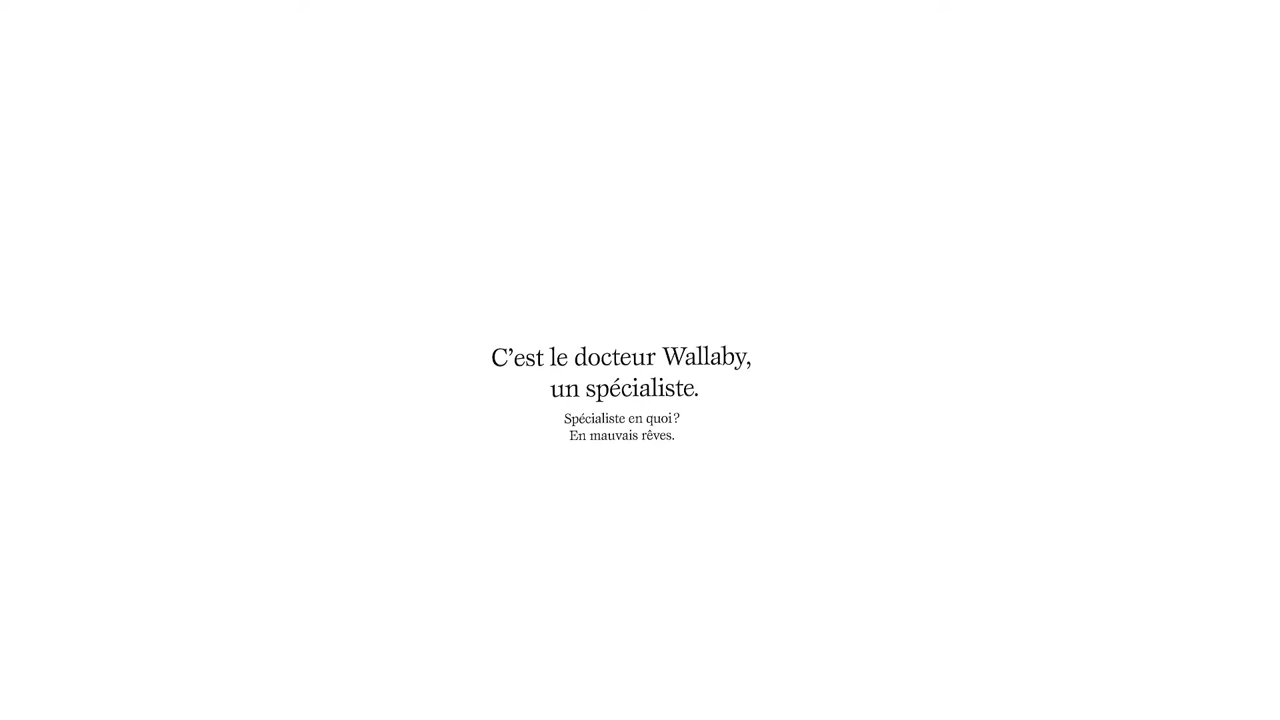 C’est le docteur Wallaby,
un spécialiste.
Spécialiste en quoi ?
En mauvais rêves.